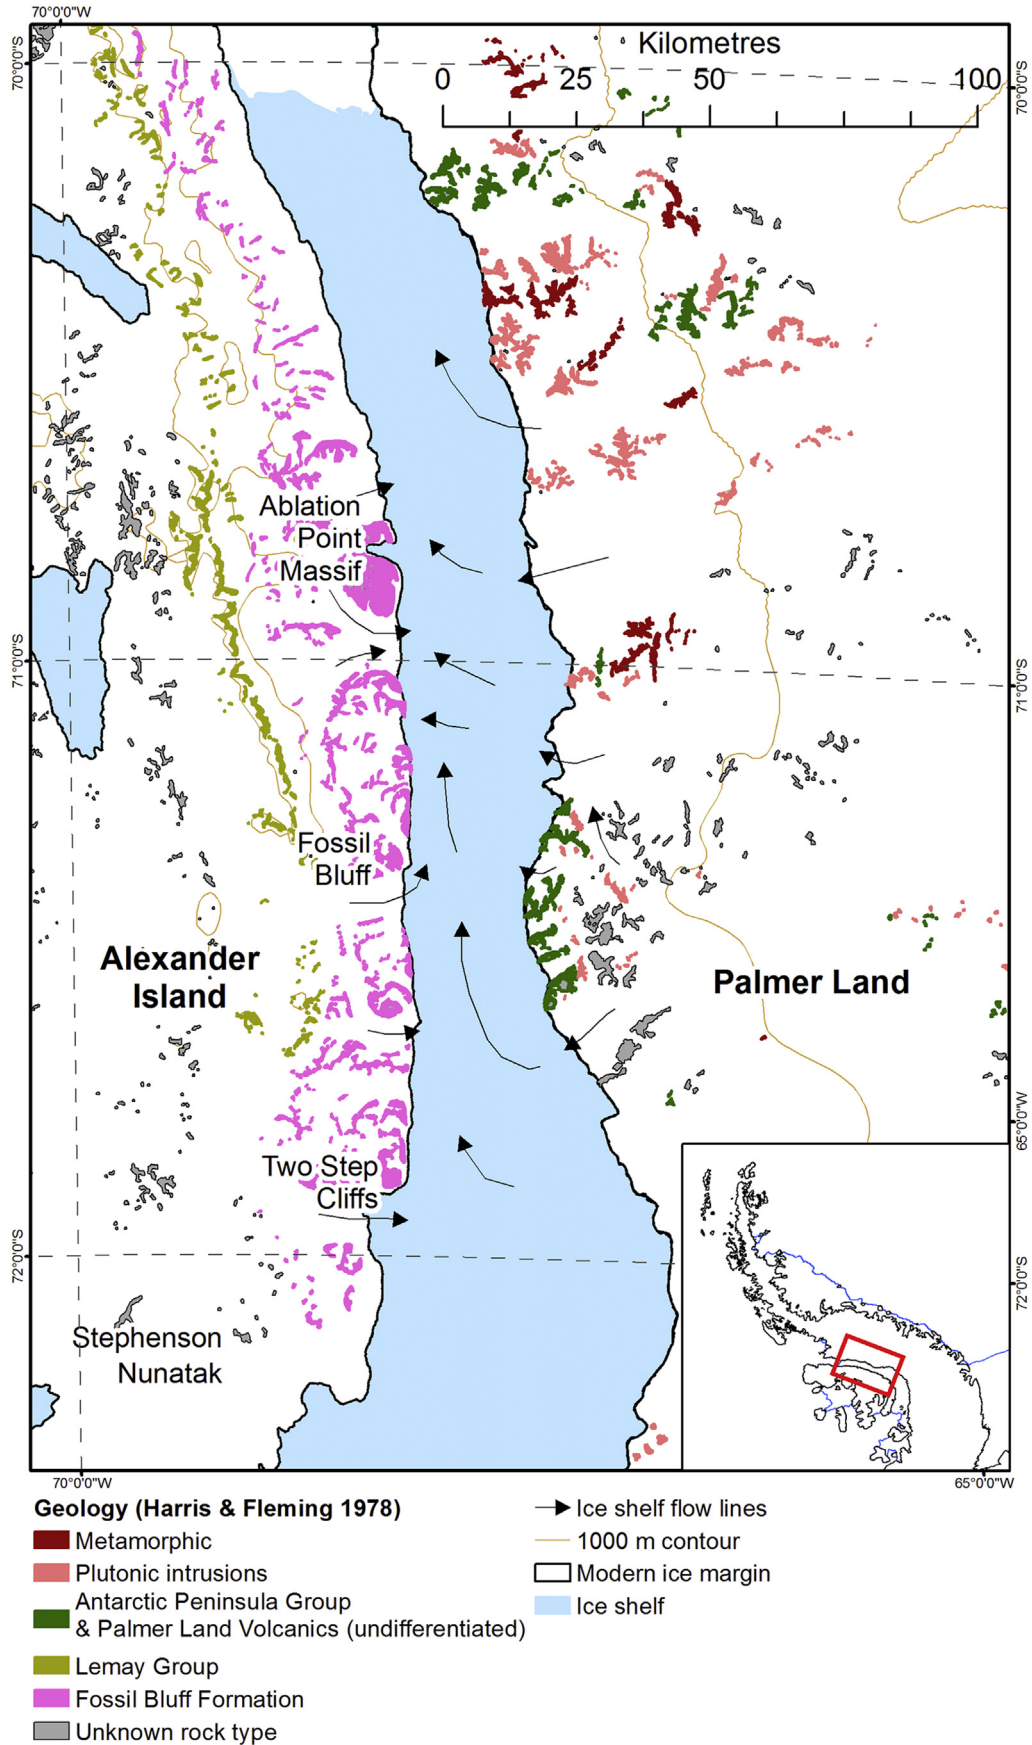 70°0'0"W
70°0'0"S
Kilometres
0 25 50 100
70°0'0"S
Ablation
Point
Massif
71°0'0"S
71°0'0"S
Fossil
Bluff
Alexander
Island
Palmer Land
65°0'0"W
Two Step
Cliffs
72°0'0"S
72°0'0"S
Stephenson
Nunatak
70°0'0"W
65°0'0"W
Geology (Harris & Fleming 1978)
Metamorphic
Plutonic intrusions
Antarctic Peninsula Group
& Palmer Land Volcanics (undifferentiated)
Lemay Group
Fossil Bluff Formation
Unknown rock type
Ice shelf flow lines
1000 m contour
Modern ice margin
Ice shelf